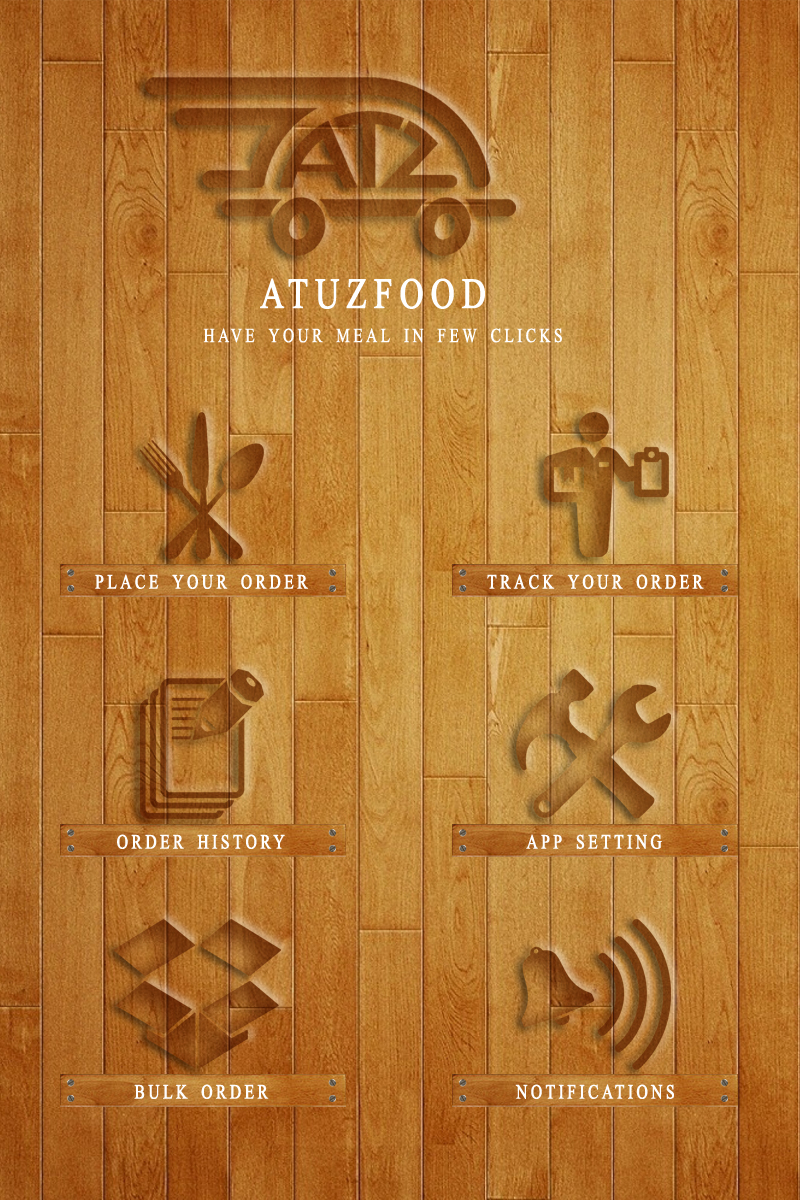 ATZ
ATUZFOOD
HAVE YOUR MEAL IN FEW CLICKS
PLACE YOUR ORDER
TRACK YOUR ORDER
ORDER HISTORY
APP SETTING
BULK ORDER
NOTIFICATIONS